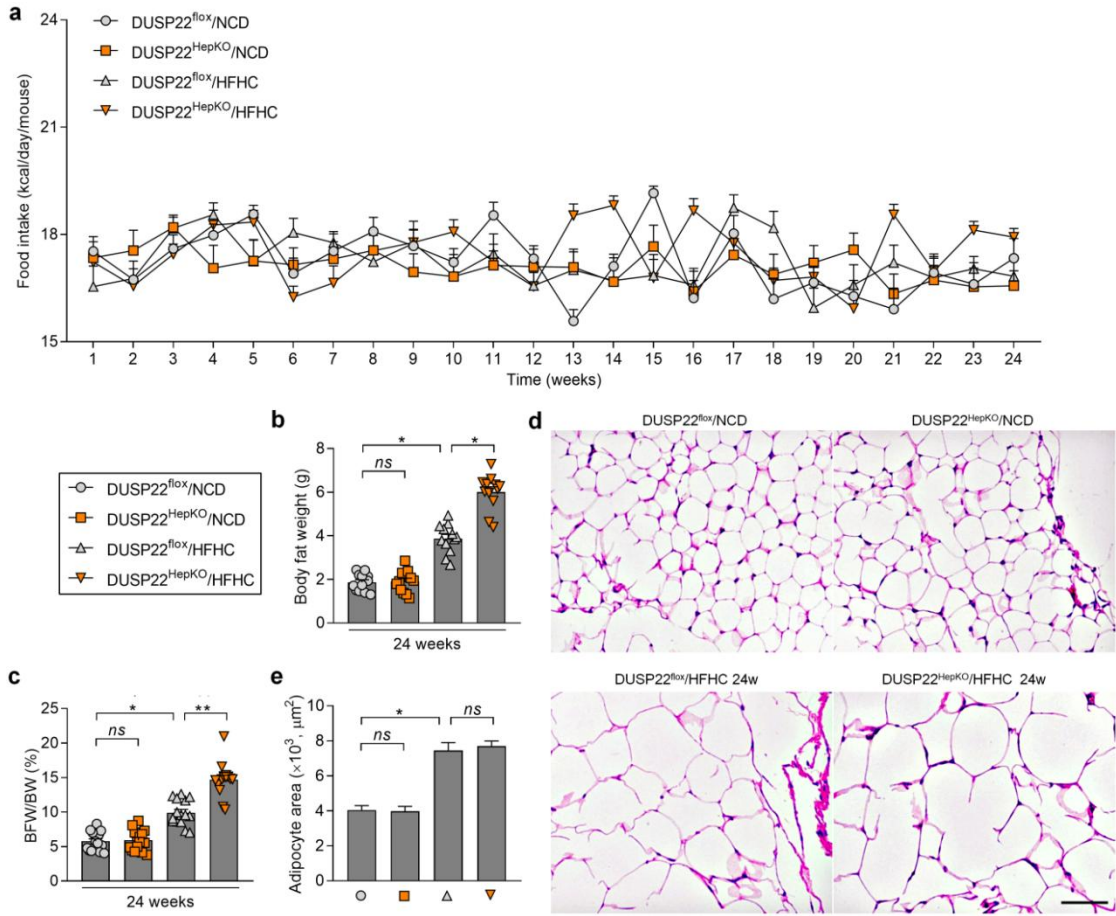 a
24
21
18
15
Food intake (kcal/day/mouse)
DUSP22flox/NCD
DUSP22HepKO/NCD
DUSP22flox/HFHC
DUSP22HepKO/HFHC
1 2 3 4 5 6 7 8 9 10 11 12 13 14 15 16 17 18 19 20 21 22 23 24
Time (weeks)
DUSP22flox/NCD
DUSP22HepKO/NCD
DUSP22flox/HFHC
DUSP22HepKO/HFHC
b
Body fat weight (g)
8
6
4
2
0
* *
ns
24 weeks
c
BFW/BW (%)
25
20
15
10
5
0
* **
ns
24 weeks
e
Adipocyte area (×10³, μm²)
10
8
6
4
2
0
* ns
ns
d
DUSP22flox/NCD DUSP22HepKO/NCD
DUSP22flox/HFHC 24w DUSP22HepKO/HFHC 24w